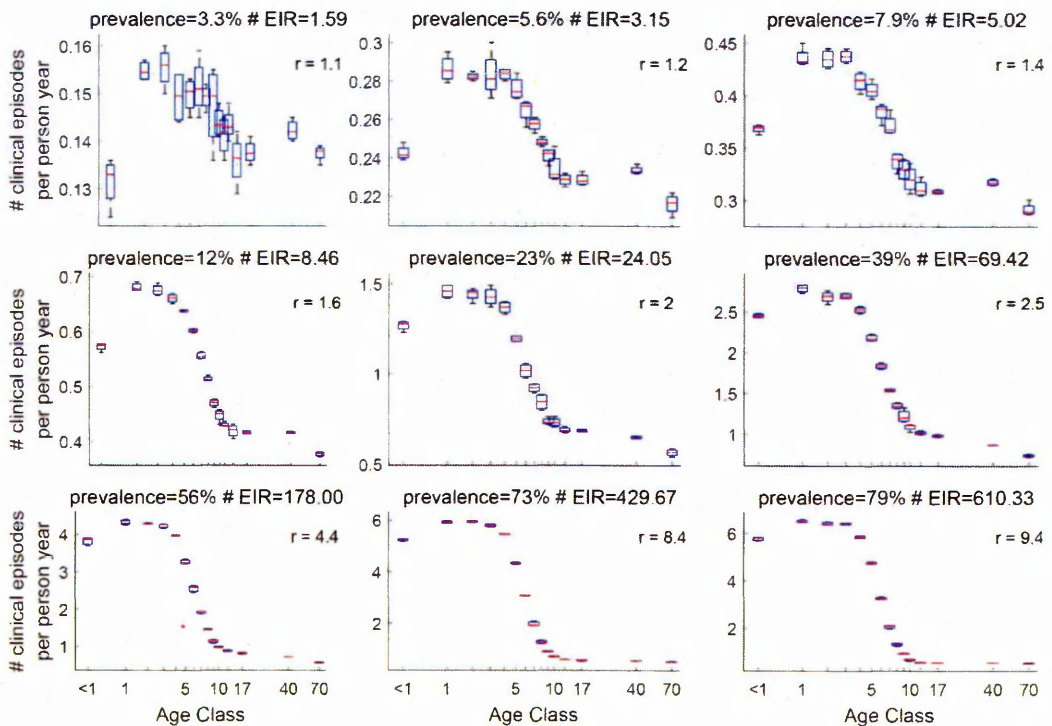 prevalence=3.3% # EIR=1.59
prevalence=5.6% # EIR=3.15
prevalence=7.9% # EIR=5.02
# clinical episodes
per person year
0.16
0.15
0.14
0.13
r = 1.1
0.3
0.28
0.26
0.24
0.22
r = 1.2
0.45
0.4
0.35
0.3
r = 1.4
prevalence=12% # EIR=8.46
prevalence=23% # EIR=24.05
prevalence=39% # EIR=69.42
# clinical episodes
per person year
0.7
0.6
0.5
0.4
r = 1.6
1.5
1
0.5
r = 2
2.5
2
1.5
1
r = 2.5
prevalence=56% # EIR=178.00
prevalence=73% # EIR=429.67
prevalence=79% # EIR=610.33
# clinical episodes
per person year
4
3
2
1
r = 4.4
6
4
2
r = 8.4
6
4
2
r = 9.4
<1 1 5 10 17 40 70
<1 1 5 10 17 40 70
<1 1 5 10 17 40 70
Age Class
Age Class
Age Class